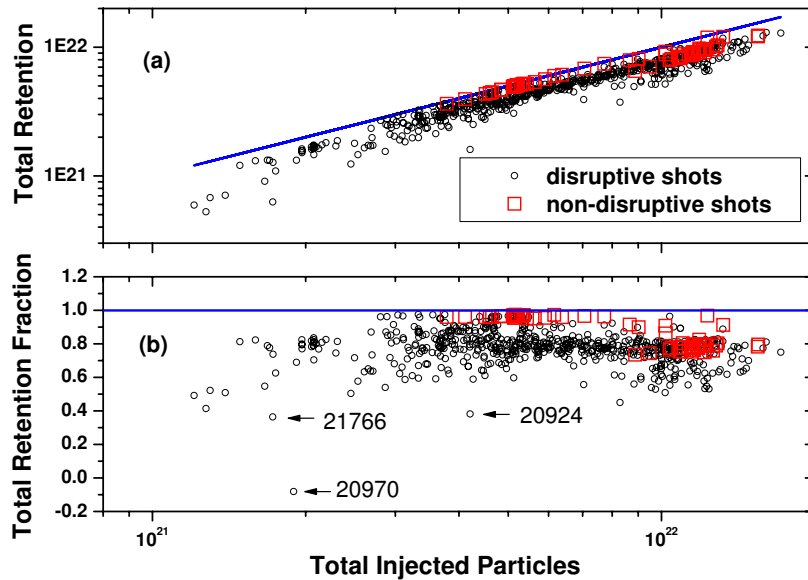 Total Retention
1E22
1E21
(a)
disruptive shots
non-disruptive shots
Total Retention Fraction
1.2
1.0
0.8
0.6
0.4
0.2
0.0
-0.2
(b)
21766
20924
20970
10^21
10^22
Total Injected Particles